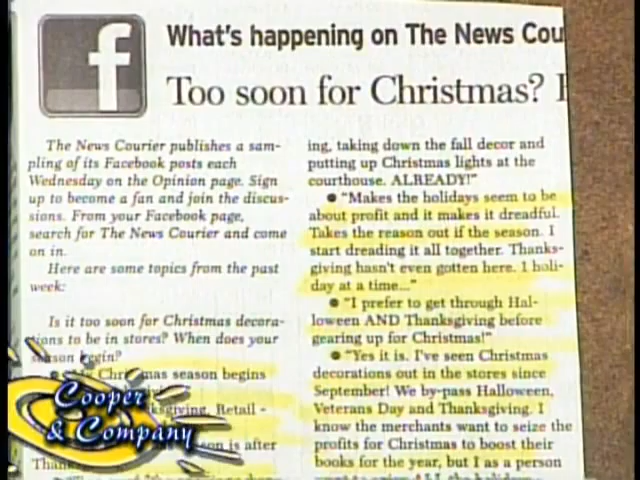 f
What's happening on The News Cou
Too soon for Christmas?
The News Courier publishes a sam-
pling of its Facebook posts each
Wednesday on the Opinion page. Sign
up to become a fan and join the discus-
sions. From your Facebook page,
search for The News Courier and come
on in.
Here are some topics from the past
week:
Is it too soon for Christmas decora-
tions to be in stores? When does your
season begin?
Christmas season begins
Retail -
is after
ing, taking down the fall decor and
putting up Christmas lights at the
courthouse. ALREADY!"
● "Makes the holidays seem to be
about profit and it makes it dreadful.
Takes the reason out if the season. I
start dreading it all together. Thanks-
giving hasn't even gotten here. 1 holi-
day at a time..."
● "I prefer to get through Hal-
loween AND Thanksgiving before
gearing up for Christmas!"
● "Yes it is. I've seen Christmas
decorations out in the stores since
September! We by-pass Halloween,
Veterans Day and Thanksgiving. I
know the merchants want to seize the
profits for Christmas to boost their
books for the year, but I as a person
Cooper
& Company